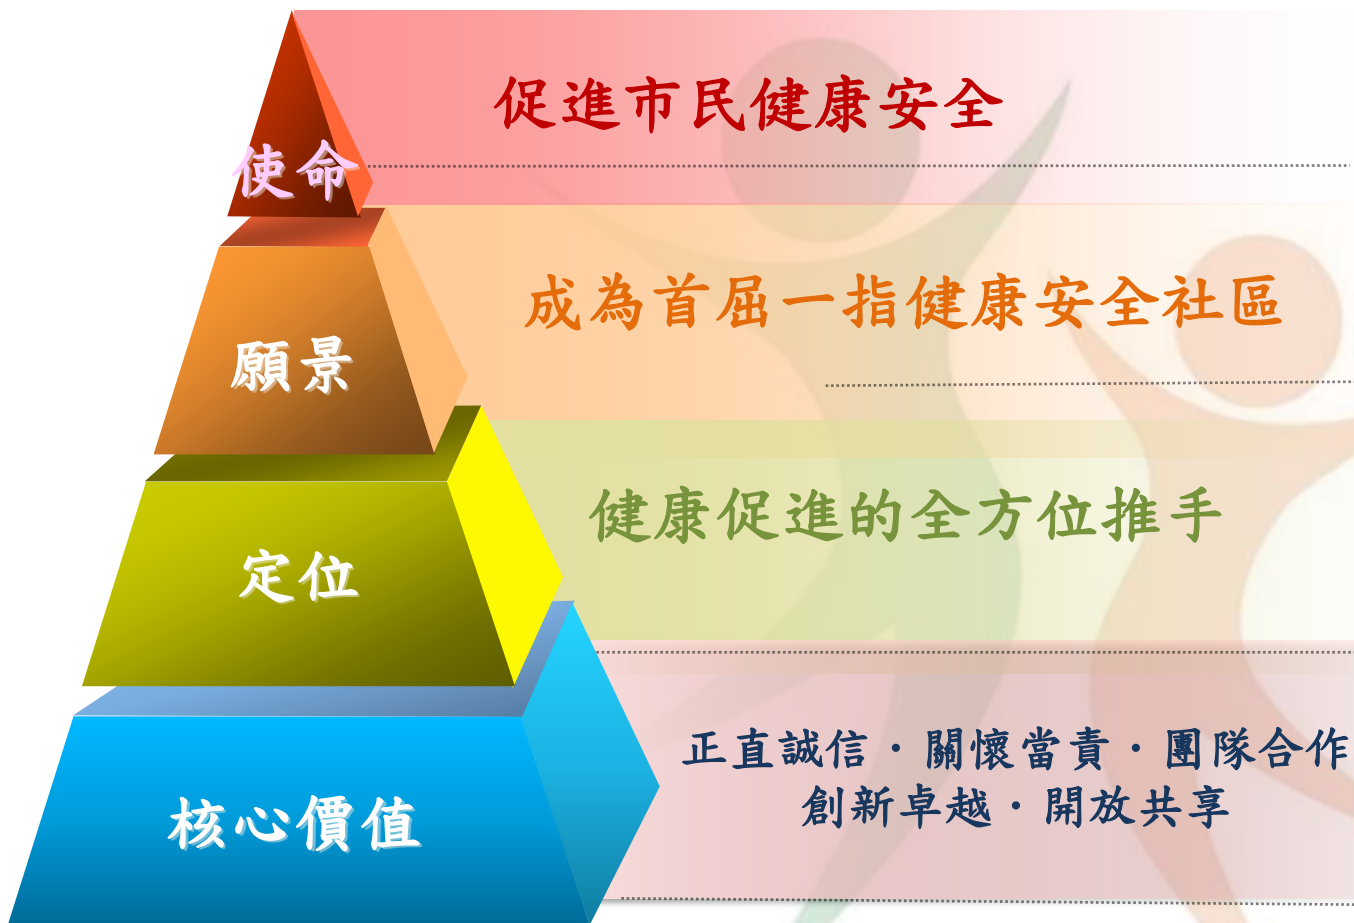 促進市民健康安全
使命
成為首屈一指健康安全社區
願景
健康促進的全方位推手
定位
正直誠信・關懷當責・團隊合作
創新卓越・開放共享
核心價值